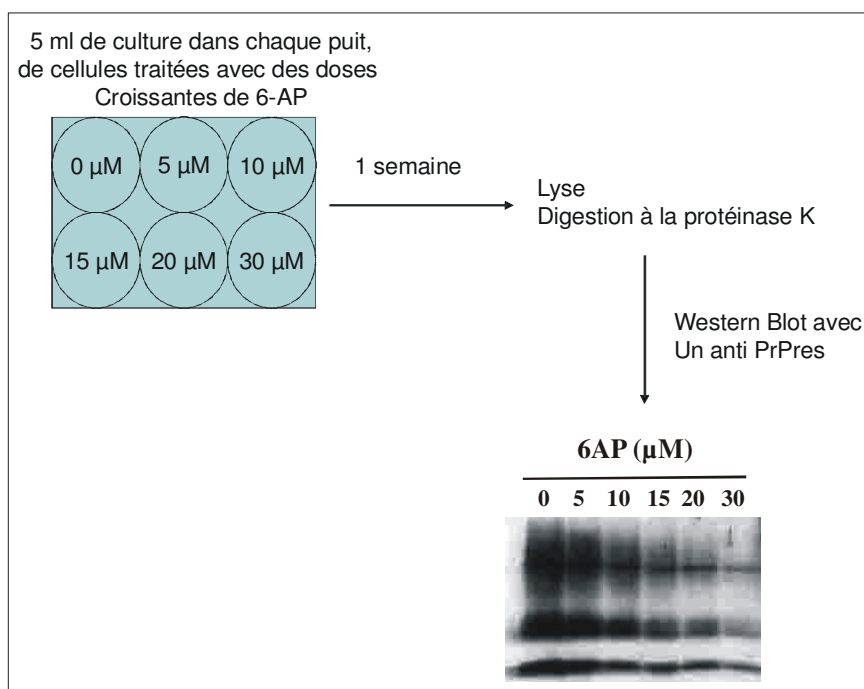 5 ml de culture dans chaque puit,
de cellules traitées avec des doses
Croissantes de 6-AP
0 µM
5 µM
10 µM
15 µM
20 µM
30 µM
1 semaine
Lyse
Digestion à la protéinase K
Western Blot avec
Un anti PrPres
6AP (µM)
0 5 10 15 20 30